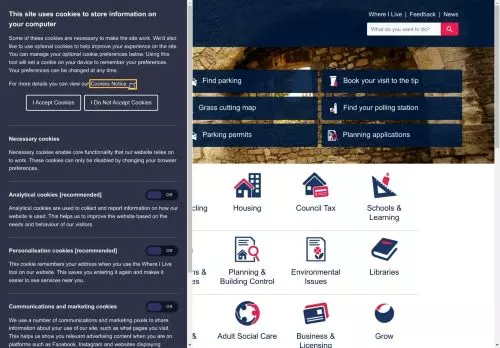 This site uses cookies to store information on
your computer
Some of these cookies are necessary to make the site work. We'd also
like to use optional cookies to help improve your experience on the site.
You can manage your optional cookie preferences below. Using this
tool will set a cookie on your device to remember your preferences.
Your preferences can be changed at any time.
For more details you can view our Cookies Notice
I Accept Cookies
I Do Not Accept Cookies
Necessary cookies
Necessary cookies enable core functionality that our website relies on
to work. These cookies can only be disabled by changing your browser
preferences.
Analytical cookies [recommended]
Off
Analytical cookies are used to collect and report information on how our
website is used. This helps us to improve the website based on the
needs and behaviour of our visitors.
Personalisation cookies [recommended]
Off
This cookie remembers your address when you use the Where I Live
tool on our website. This saves you entering it again and makes it
easier to see services near you.
Communications and marketing cookies
Off
We use a number of communications and marketing pixels to share
information about your use of our site, such as what pages you visit.
This helps us show you relevant advertising content when you are on
platforms such as Facebook, Instagram and websites displaying
Where I Live | Feedback | News
What do you want to do?
Find parking
Book your visit to the tip
Grass cutting map
Find your polling station
Parking permits
Planning applications
cling
Housing
Council Tax
Schools &
Learning
ns &
s
Planning &
Building Control
Environmental
Issues
Libraries
&
Adult Social Care
Business &
Licensing
Grow